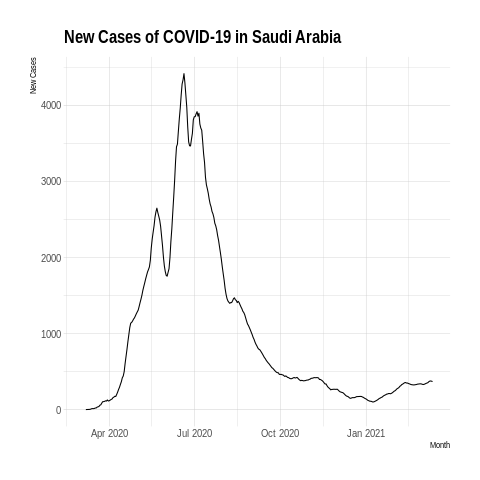 New Cases of COVID-19 in Saudi Arabia
New Cases
4000
3000
2000
1000
0
Apr 2020 Jul 2020 Oct 2020 Jan 2021
Month